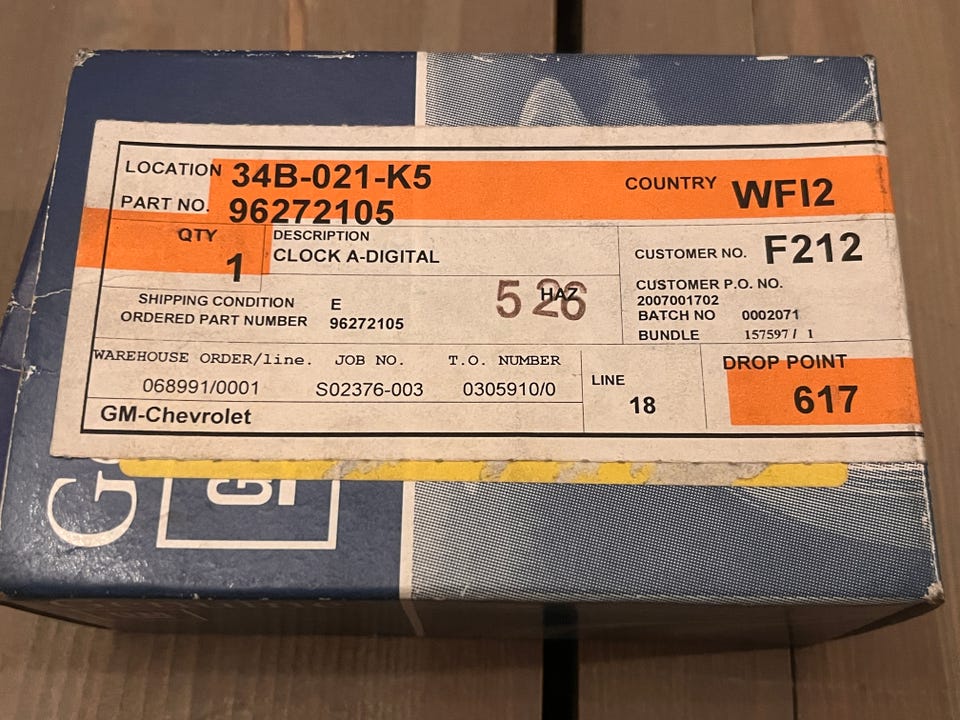 LOCATION 34B-021-K5 COUNTRY WFI2
PART NO. 96272105
QTY 1
DESCRIPTION
CLOCK A-DIGITAL
CUSTOMER NO. F212
SHIPPING CONDITION E
ORDERED PART NUMBER 96272105
HAZ
5 26
CUSTOMER P.O. NO.
2007001702
BATCH NO 0002071
BUNDLE 157597/ 1
WAREHOUSE ORDER/line. JOB NO. T.O. NUMBER
068991/0001 S02376-003 0305910/0
LINE
18
DROP POINT
617
GM-Chevrolet
G